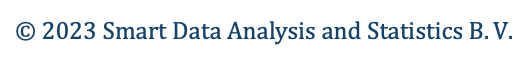 © 2023 Smart Data Analysis and Statistics B. V.